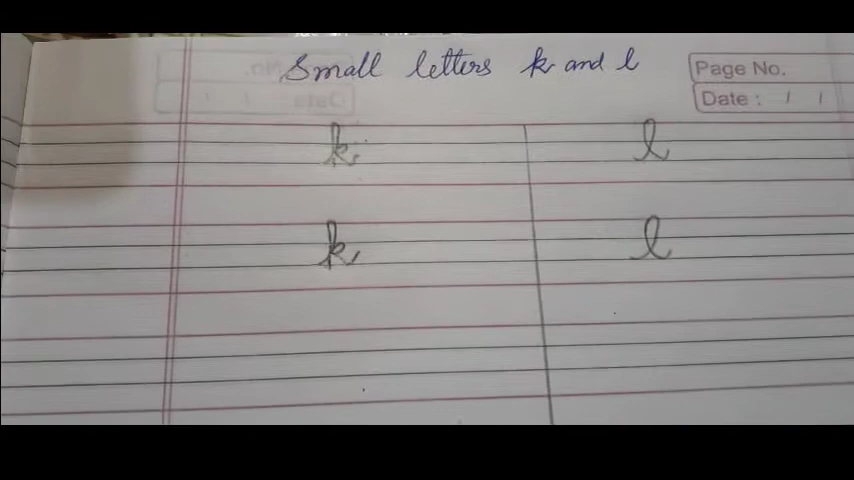 Small letters k and l
Page No.
Date : / /
k l
k l